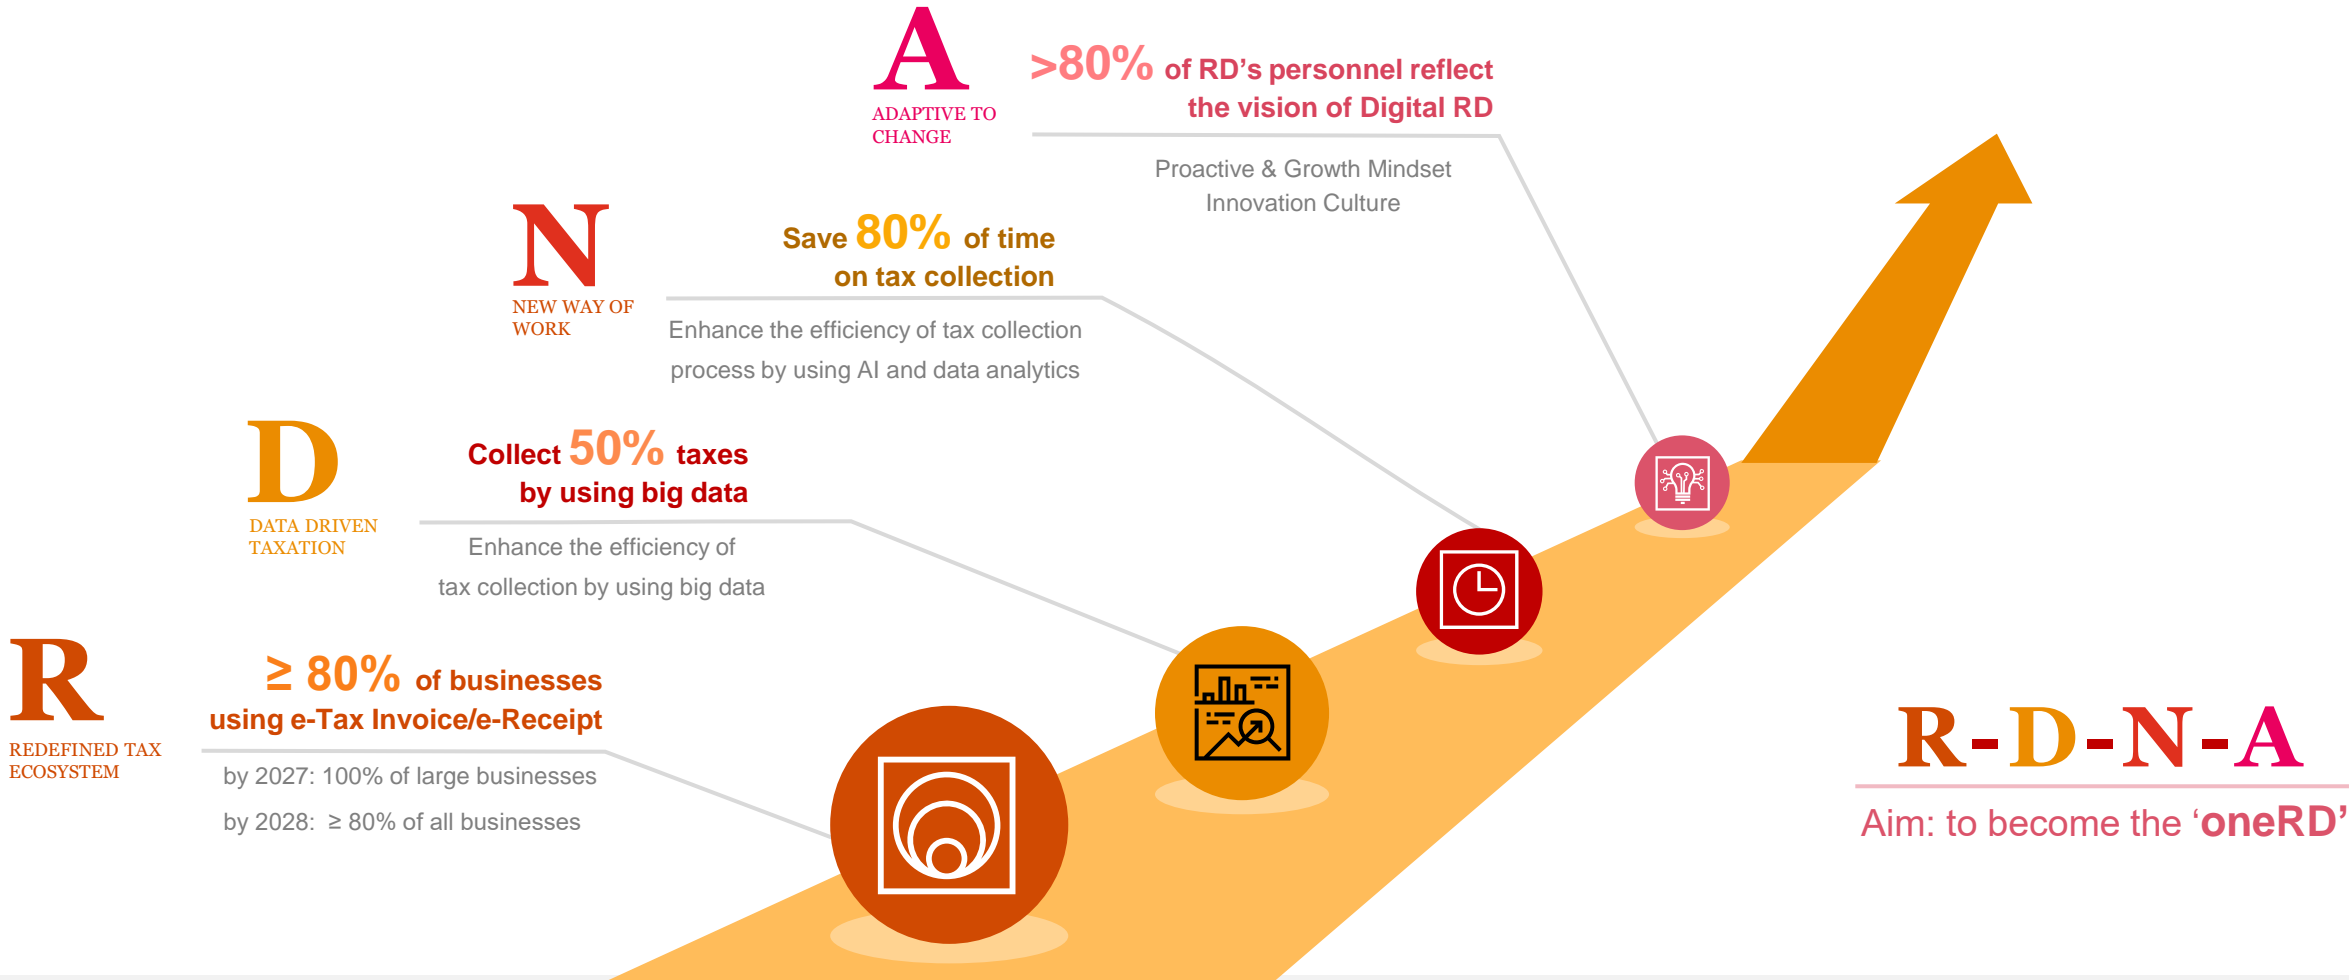 A
ADAPTIVE TO
CHANGE
>80% of RD's personnel reflect
the vision of Digital RD
Proactive & Growth Mindset
Innovation Culture
N
NEW WAY OF
WORK
Save 80% of time
on tax collection
Enhance the efficiency of tax collection
process by using AI and data analytics
D
DATA DRIVEN
TAXATION
Collect 50% taxes
by using big data
Enhance the efficiency of
tax collection by using big data
R
REDEFINED TAX
ECOSYSTEM
≥ 80% of businesses
using e-Tax Invoice/e-Receipt
by 2027: 100% of large businesses
by 2028: ≥ 80% of all businesses
R-D-N-A
Aim: to become the ‘oneRD’